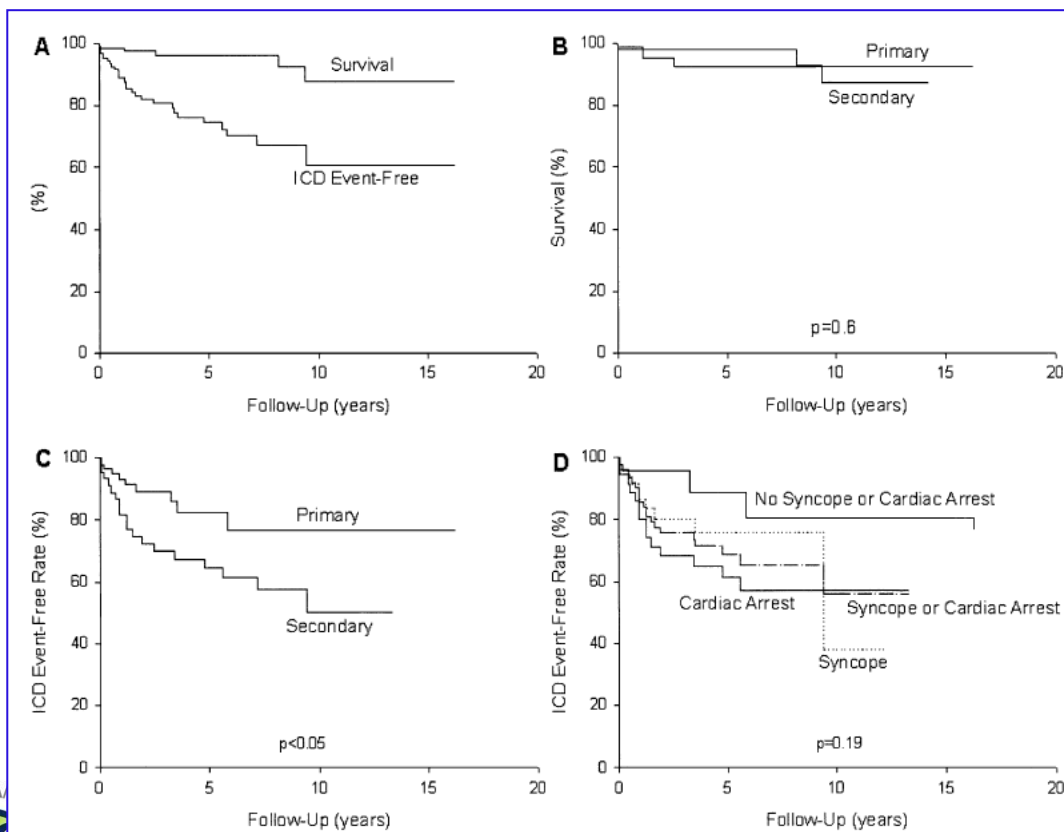 A
100
80
60
40
20
0
(%)
Survival
ICD Event-Free
0 5 10 15 20
Follow-Up (years)
B
100
80
60
40
20
0
Survival (%)
Primary
Secondary
p=0.6
0 5 10 15 20
Follow-Up (years)
C
100
80
60
40
20
0
ICD Event-Free Rate (%)
Primary
Secondary
p<0.05
0 5 10 15 20
Follow-Up (years)
D
100
80
60
40
20
0
ICD Event-Free Rate (%)
No Syncope or Cardiac Arrest
Cardiac Arrest
Syncope or Cardiac Arrest
Syncope
p=0.19
0 5 10 15 20
Follow-Up (years)